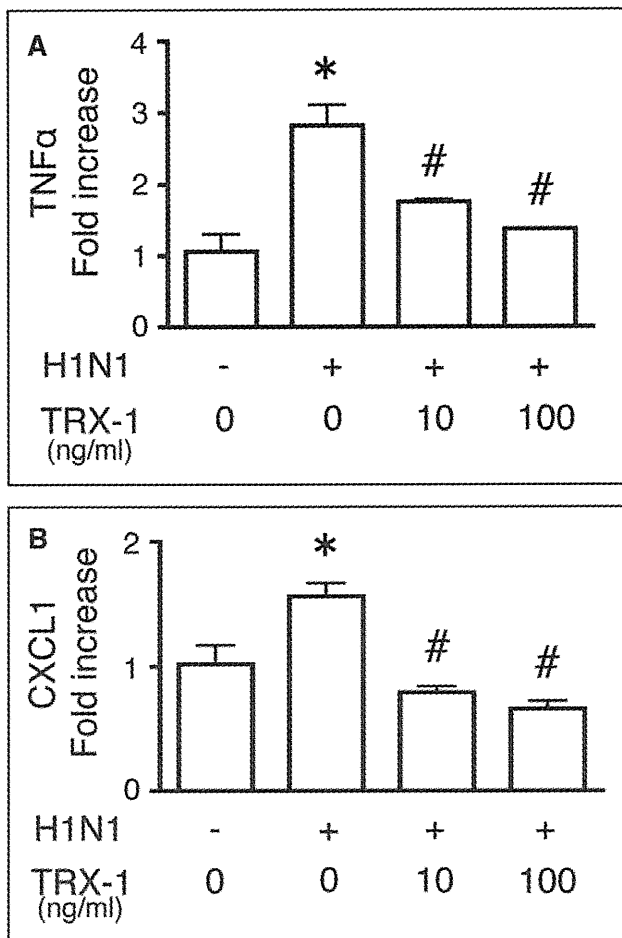 A
TNFα
Fold increase
4
*
3
#
#
2
1
0
H1N1 - + + +
TRX-1 0 0 10 100
(ng/ml)
B
CXCL1
Fold increase
2
*
#
#
1
0
H1N1 - + + +
TRX-1 0 0 10 100
(ng/ml)